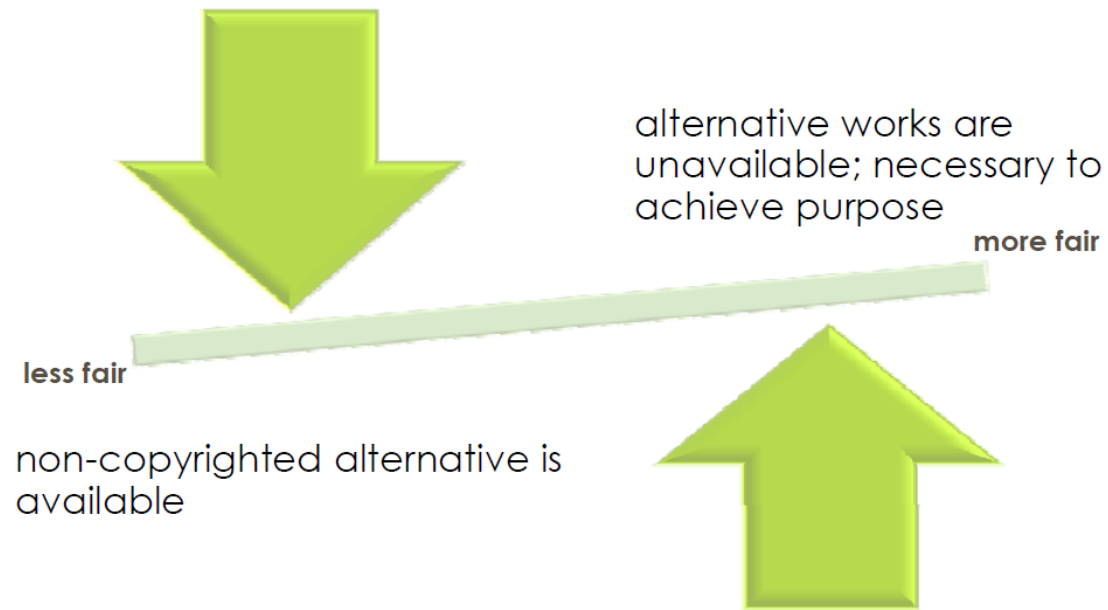 alternative works are
unavailable; necessary to
achieve purpose
more fair
less fair
non-copyrighted alternative is
available